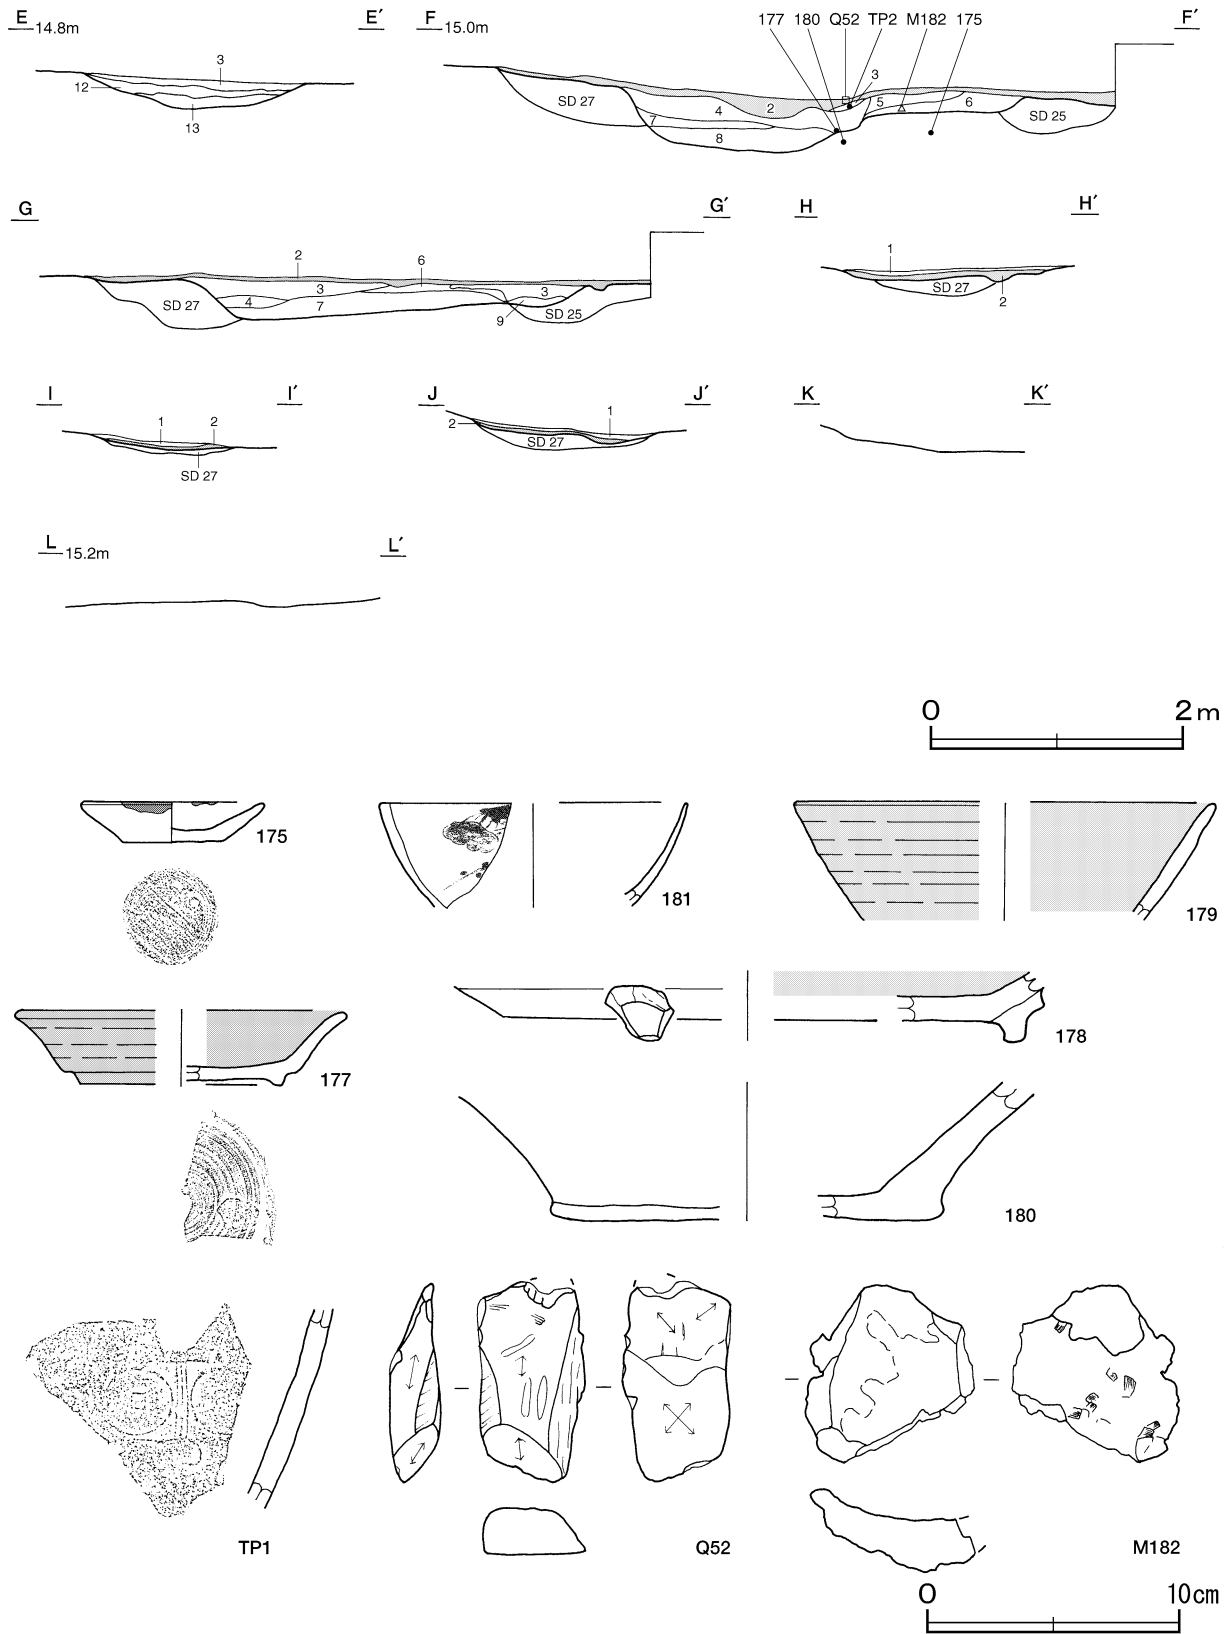 E 14.8m E′
3
12
13
F 15.0m 177 180 Q52 TP2 M182 175 F′
3
SD 27 4 2 5 6 SD 25
7
8
G G′
2 6
SD 27 3 3
4 7
9 SD 25
H H′
1
SD 27
2
I I′
1 2
SD 27
J J′
1
2
SD 27
K K′
L 15.2m L′
0 2m
175
181
179
177
178
180
TP1
Q52
M182
0 10cm